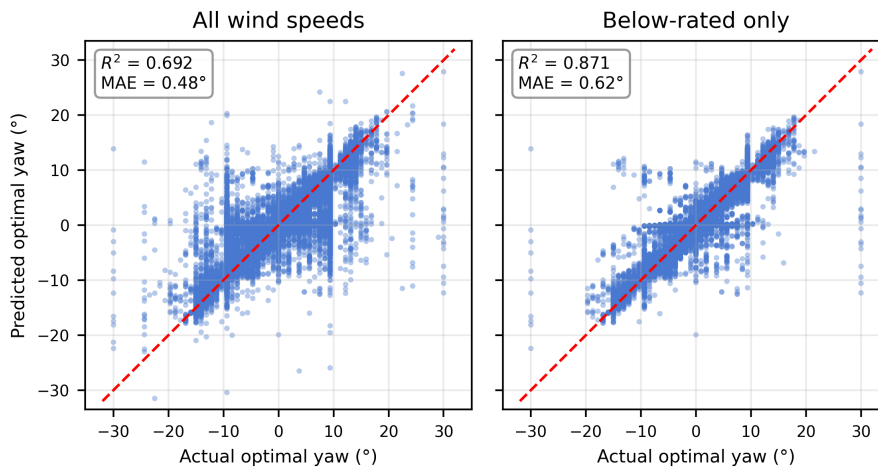 All wind speeds
R² = 0.692
MAE = 0.48°
Predicted optimal yaw (°)
30
20
10
0
−10
−20
−30
−30 −20 −10 0 10 20 30
Actual optimal yaw (°)
Below-rated only
R² = 0.871
MAE = 0.62°
−30 −20 −10 0 10 20 30
Actual optimal yaw (°)